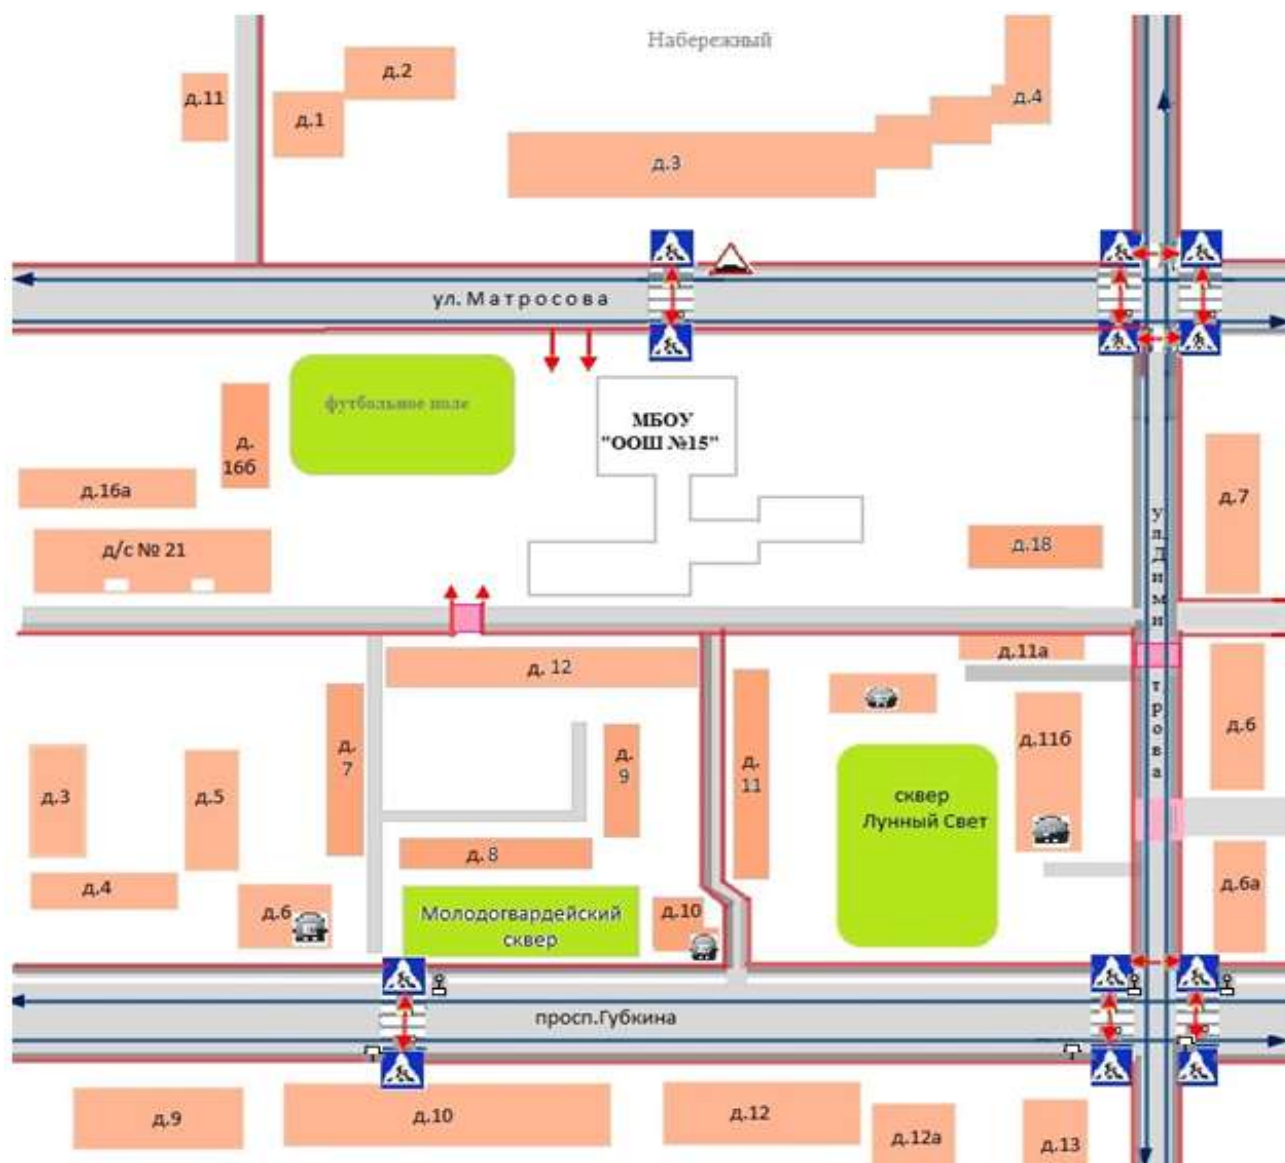 Набережный
д.2
д.11
д.1
д.4
д.3
ул. М а т р о с о в а
футбольное поле
МБОУ
"ООШ №15"
д.
16б
д.16а
д/с № 21
д.7
д.18
ул.Дими
трова
д. 12
д.11а
д.
7
д.
9
д.
11
д.11б
д.6
д.3
д.5
сквер
Лунный Свет
д. 8
д.4
д.6
Молодогвардейский
сквер
д.10
д.6а
просп.Губкина
д.9
д.10
д.12
д.12а
д.13